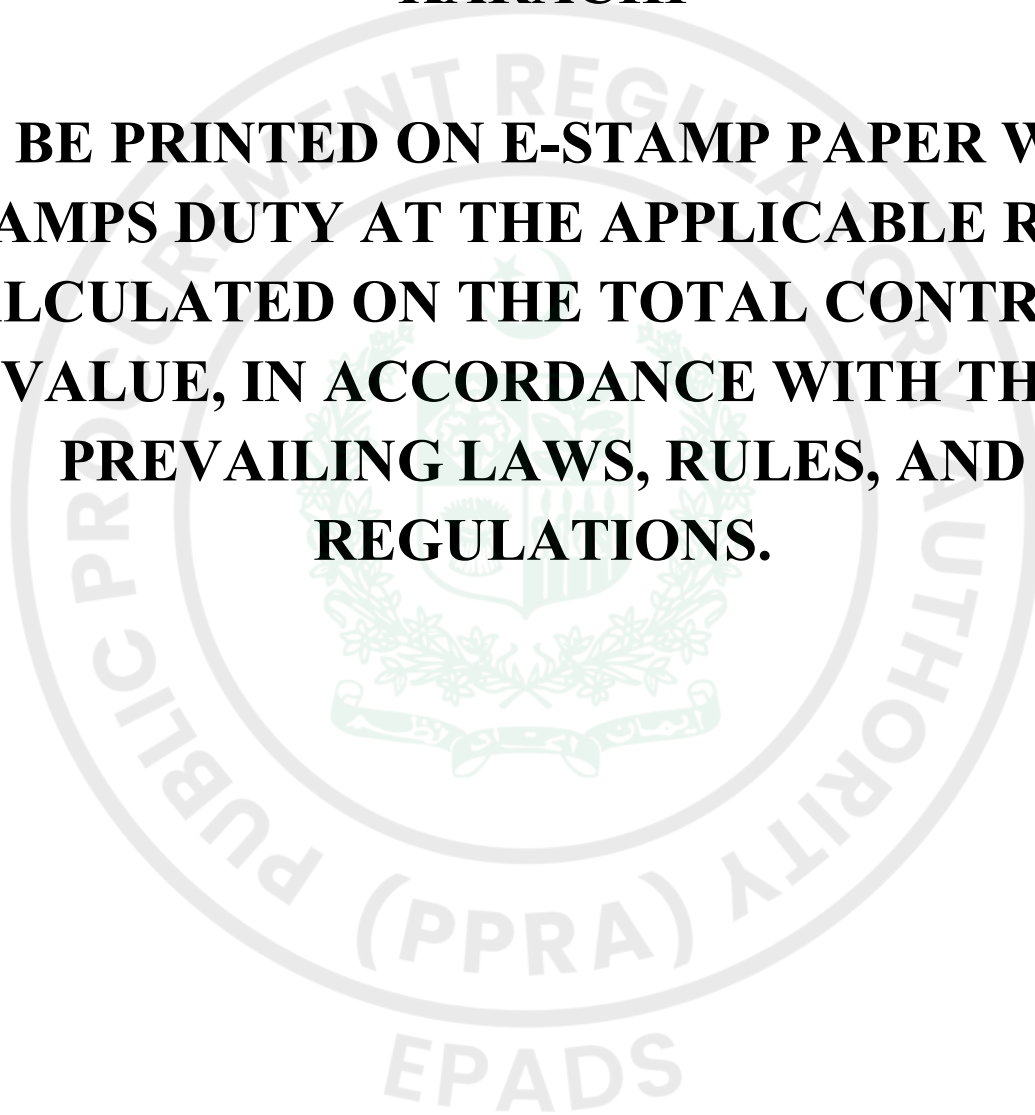 KARACHI
BE PRINTED ON E-STAMP PAPER W
AMPS DUTY AT THE APPLICABLE R
LCULATED ON THE TOTAL CONTR
VALUE, IN ACCORDANCE WITH TH
PREVAILING LAWS, RULES, AND
REGULATIONS.
PUBLIC PROCUREMENT REGULATORY AUTHORITY
(PPRA)
EPADS